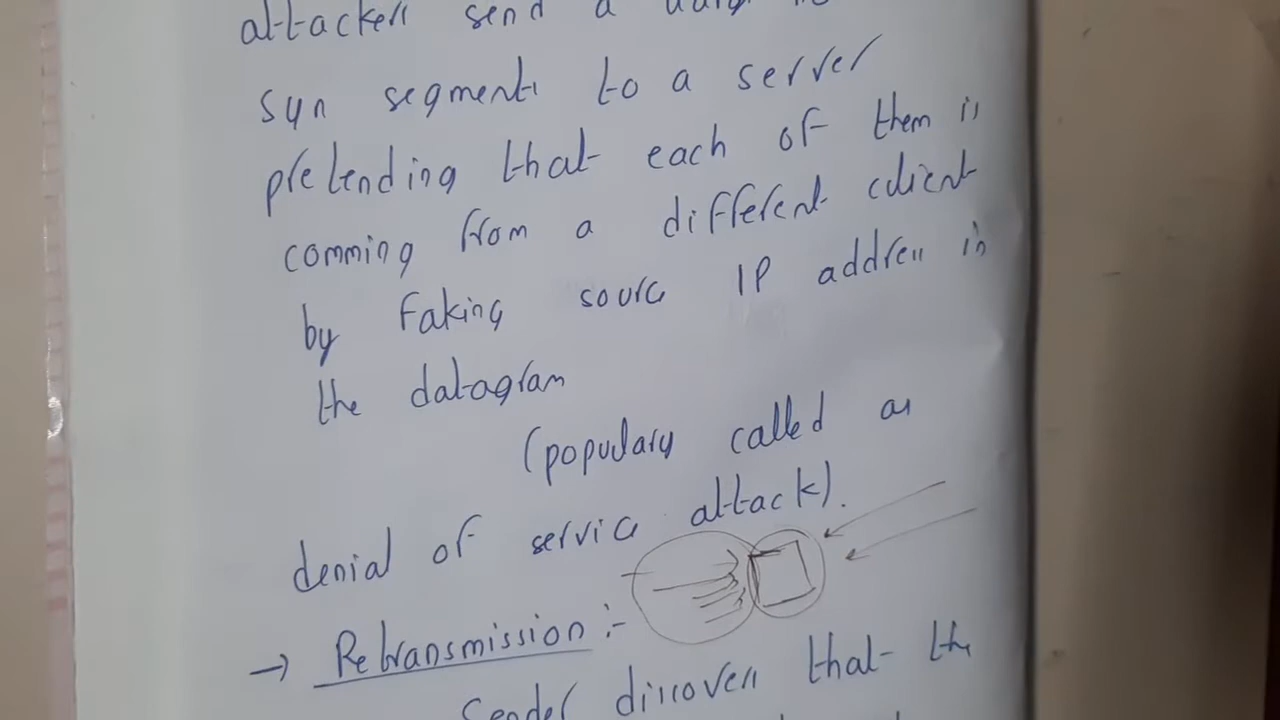 attacker send a
syn segments to a server
pretending that each of them is
comming from a different client
by faking source IP address in
the datagram
(populary called as
denial of service attack).
→ Retransmission :-
Sender discovers that the